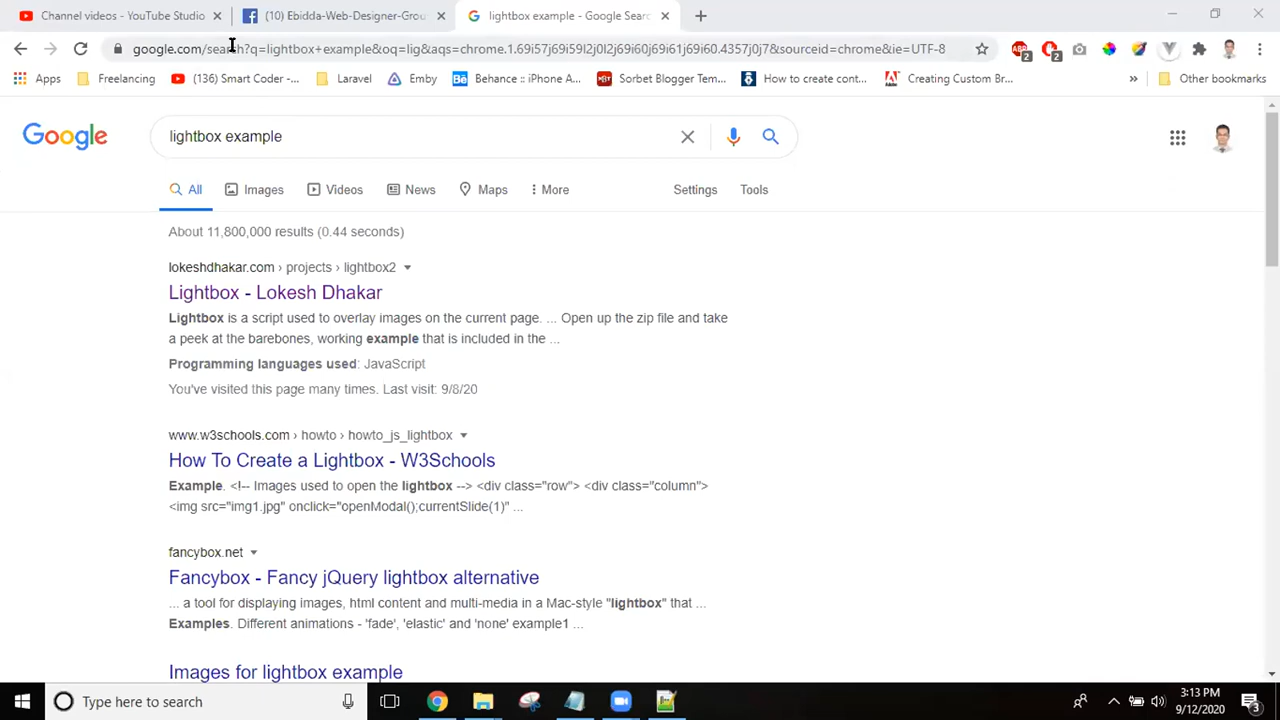 Channel videos - YouTube Studio
(10) Ebidda-Web-Designer-Grou
lightbox example - Google Sear
google.com/search?q=lightbox+example&oq=lig&aqs=chrome.1.69i57j69i59l2j0l2j69i60j69i61j69i60.4357j0j7&sourceid=chrome&ie=UTF-8
2
2
Apps
Freelancing
(136) Smart Coder -...
Laravel
Emby
Behance :: iPhone A...
Sorbet Blogger Tem...
How to create cont...
Creating Custom Br...
»
Other bookmarks
Google
lightbox example
All
Images
Videos
News
Maps
More
Settings
Tools
About 11,800,000 results (0.44 seconds)
lokeshdhakar.com › projects › lightbox2
Lightbox - Lokesh Dhakar
Lightbox is a script used to overlay images on the current page. ... Open up the zip file and take
a peek at the barebones, working example that is included in the ...
Programming languages used: JavaScript
You've visited this page many times. Last visit: 9/8/20
www.w3schools.com › howto › howto_js_lightbox
How To Create a Lightbox - W3Schools
Example. <!-- Images used to open the lightbox --> <div class="row"> <div class="column">
<img src="img1.jpg" onclick="openModal();currentSlide(1)" ...
fancybox.net
Fancybox - Fancy jQuery lightbox alternative
... a tool for displaying images, html content and multi-media in a Mac-style "lightbox" that ...
Examples. Different animations - 'fade', 'elastic' and 'none' example1 ...
Images for lightbox example
Type here to search
3:13 PM
9/12/2020
3